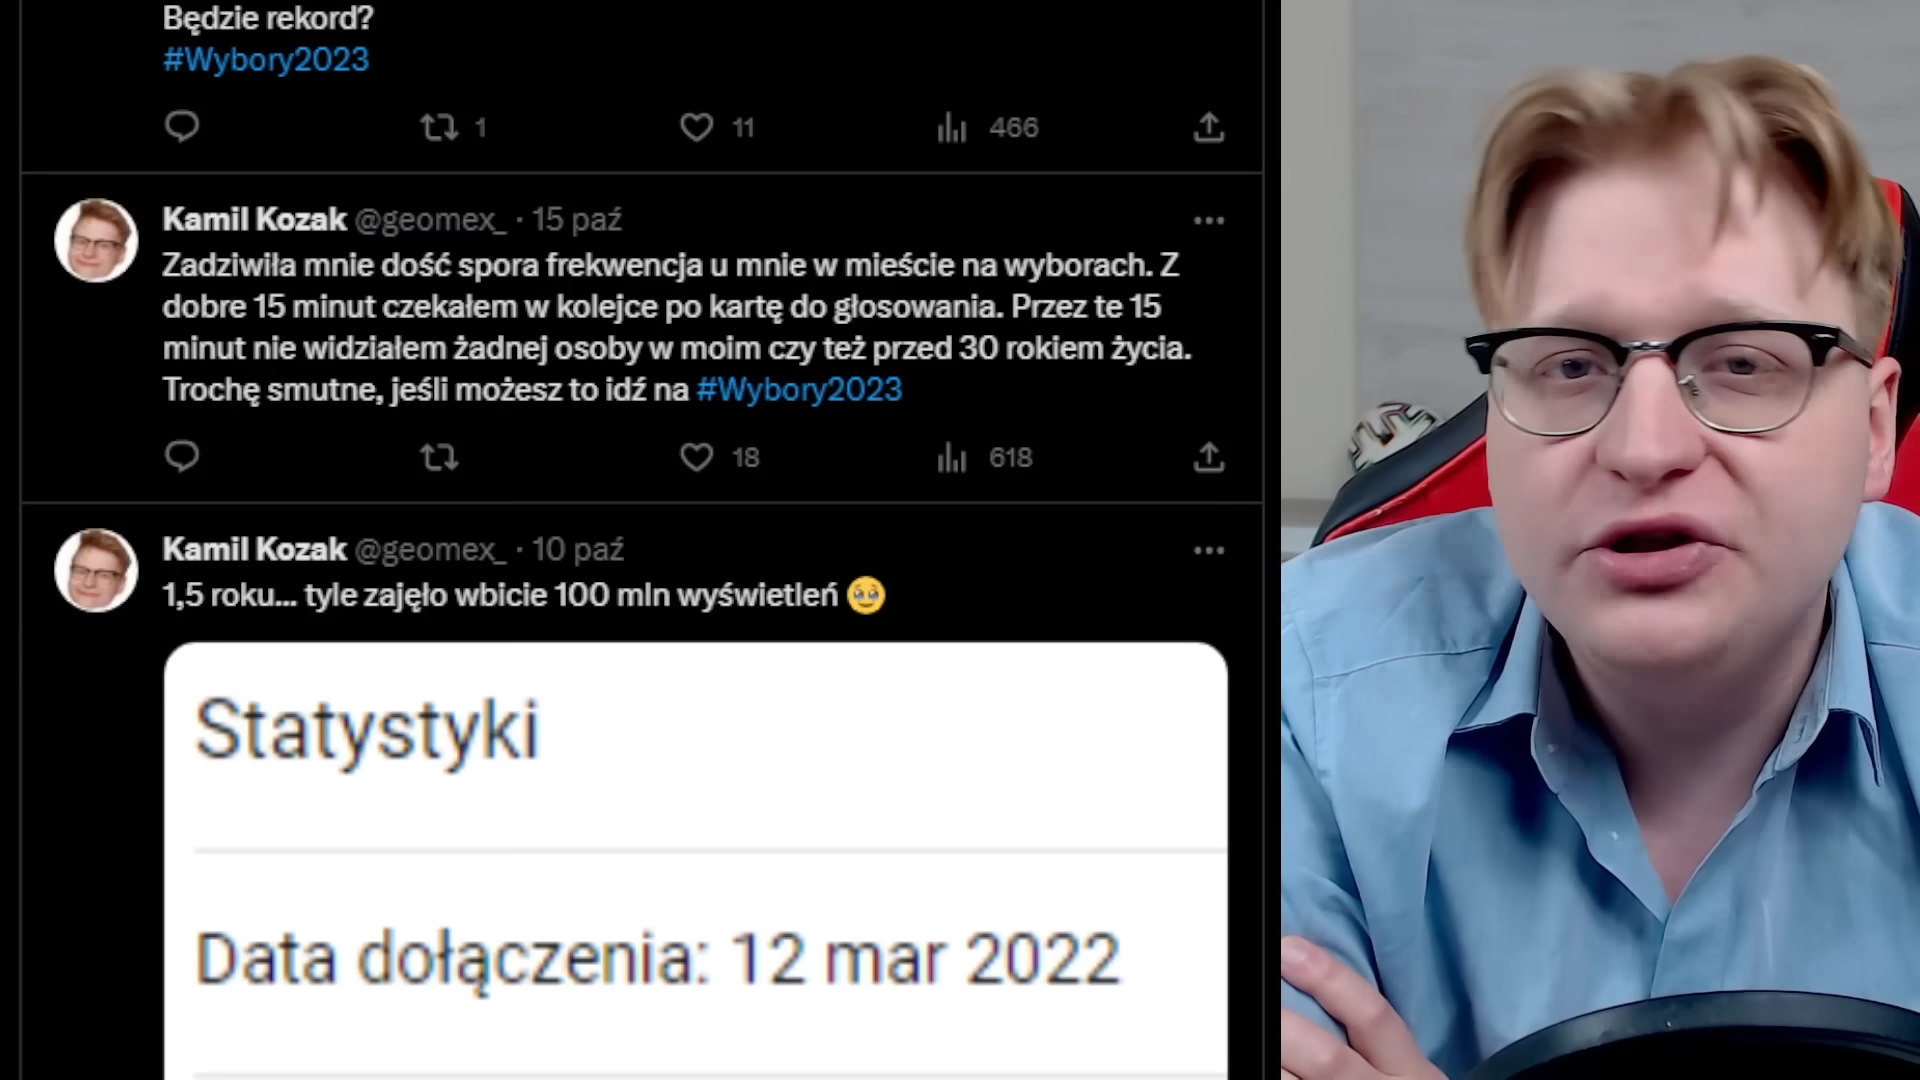 Będzie rekord?
#Wybory2023
1 11 466
Kamil Kozak @geomex_ · 15 paź
Zadziwiła mnie dość spora frekwencja u mnie w mieście na wyborach. Z
dobre 15 minut czekałem w kolejce po kartę do głosowania. Przez te 15
minut nie widziałem żadnej osoby w moim czy też przed 30 rokiem życia.
Trochę smutne, jeśli możesz to idź na #Wybory2023
18 618
Kamil Kozak @geomex_ · 10 paź
1,5 roku... tyle zajęło wbicie 100 mln wyświetleń 🥹
Statystyki
Data dołączenia: 12 mar 2022